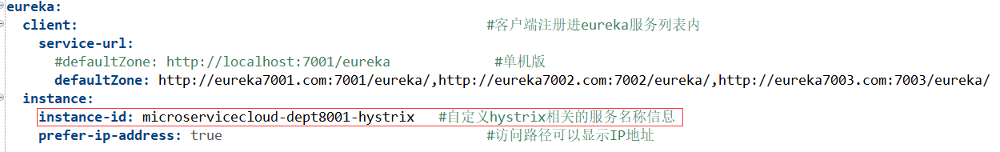 eureka:
client: #客户端注册进eureka服务列表内
service-url:
#defaultZone: http://localhost:7001/eureka #单机版
defaultZone: http://eureka7001.com:7001/eureka/,http://eureka7002.com:7002/eureka/,http://eureka7003.com:7003/eureka/
instance:
instance-id: microservicecloud-dept8001-hystrix #自定义hystrix相关的服务名称信息
prefer-ip-address: true #访问路径可以显示IP地址